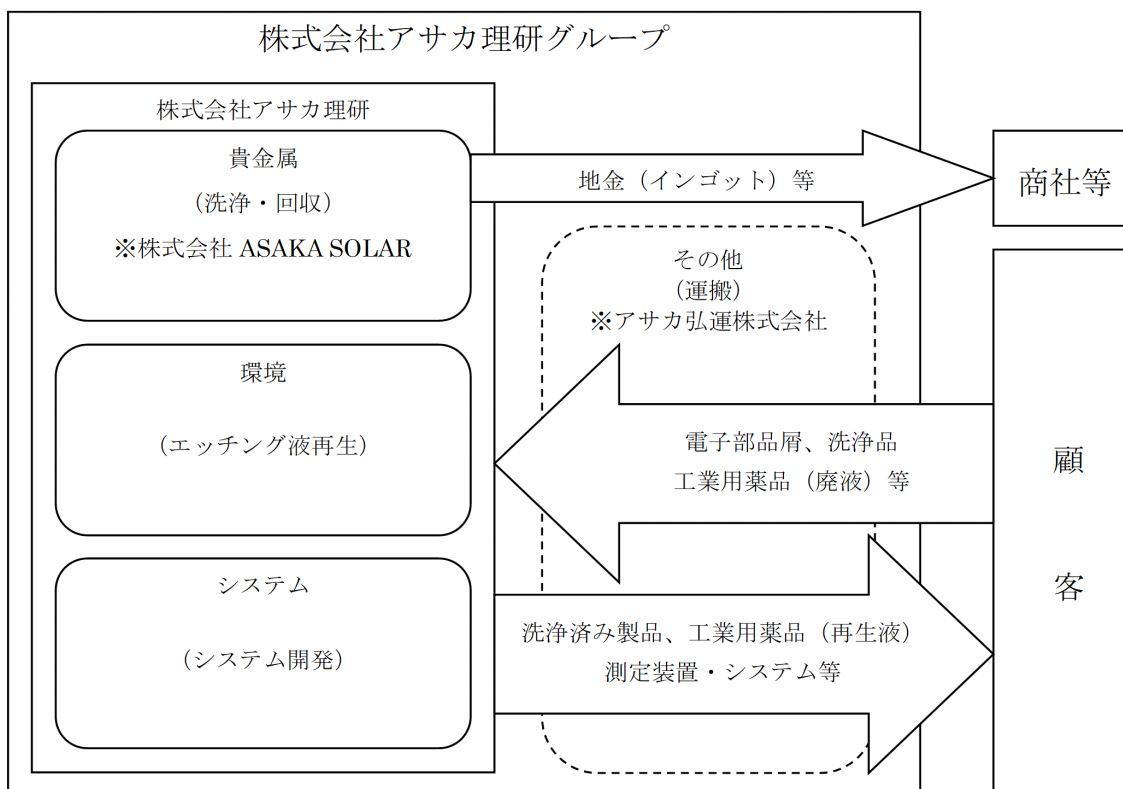 株式会社アサカ理研グループ
株式会社アサカ理研
貴金属
(洗浄・回収)
※株式会社 ASAKA SOLAR
地金（インゴット）等
商社等
その他
(運搬)
※アサカ弘運株式会社
環境
(エッチング液再生)
電子部品屑、洗浄品
工業用薬品（廃液）等
顧
客
システム
(システム開発)
洗浄済み製品、工業用薬品（再生液）
測定装置・システム等